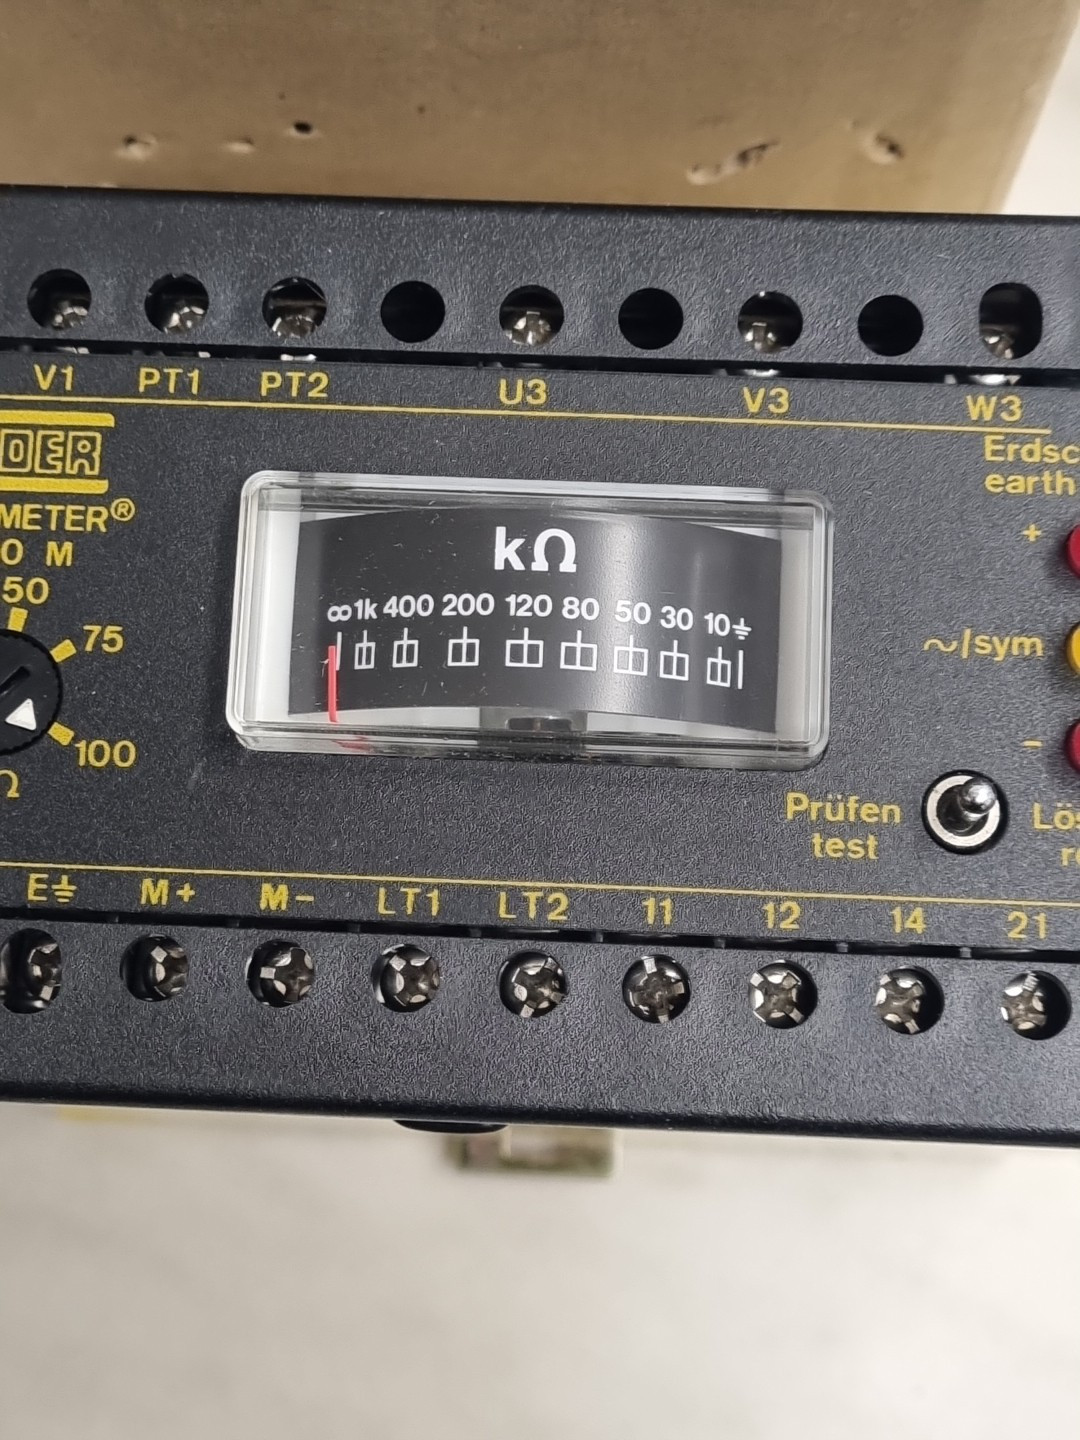 V1 PT1 PT2 U3 V3 W3
DER
METER®
0 M
50
75
100
Ω
kΩ
∞ 1k 400 200 120 80 50 30 10 ⏚
Erdsc
earth
+
~/sym
-
Prüfen
test
Lös
re
E⏚ M+ M- LT1 LT2 11 12 14 21